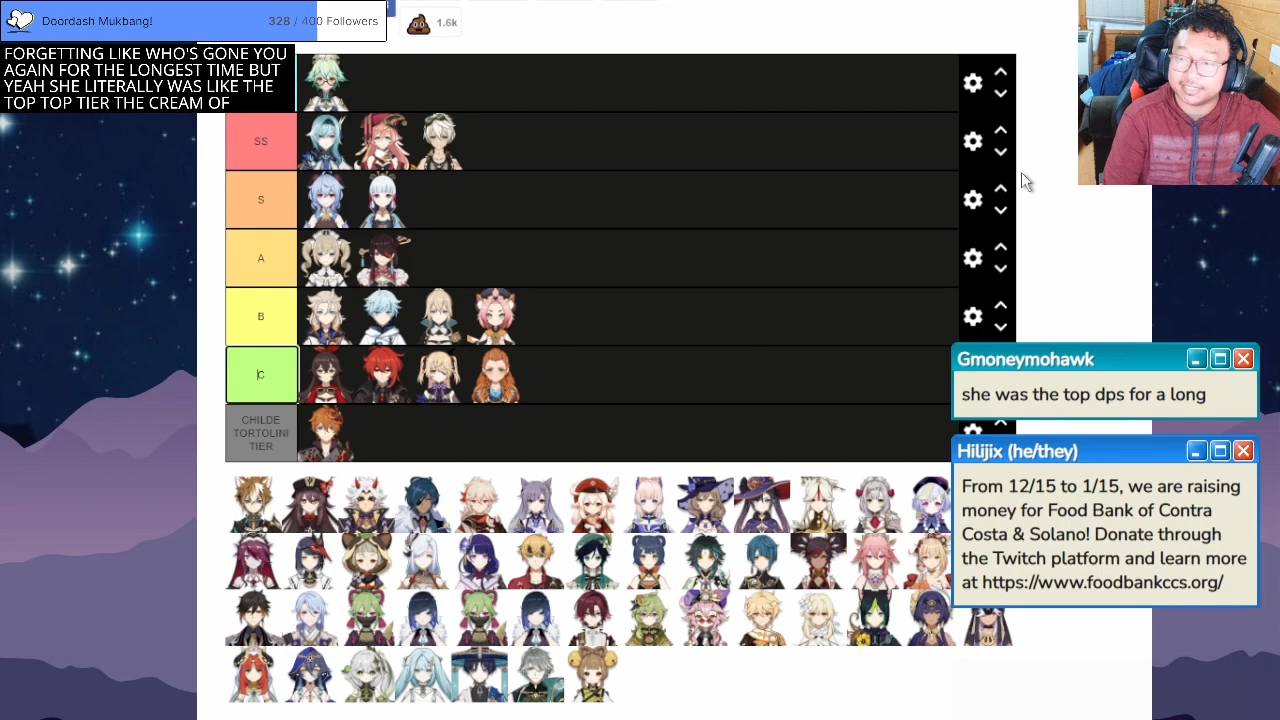 Doordash Mukbang!
328 / 400 Followers
1.6k
FORGETTING LIKE WHO'S GONE YOU
AGAIN FOR THE LONGEST TIME BUT
YEAH SHE LITERALLY WAS LIKE THE
TOP TOP TIER THE CREAM OF
SS
S
A
B
C
CHILDE
TORTOLINI
TIER
Gmoneymohawk
she was the top dps for a long
Hilijix (he/they)
From 12/15 to 1/15, we are raising
money for Food Bank of Contra
Costa & Solano! Donate through
the Twitch platform and learn more
at https://www.foodbankccs.org/